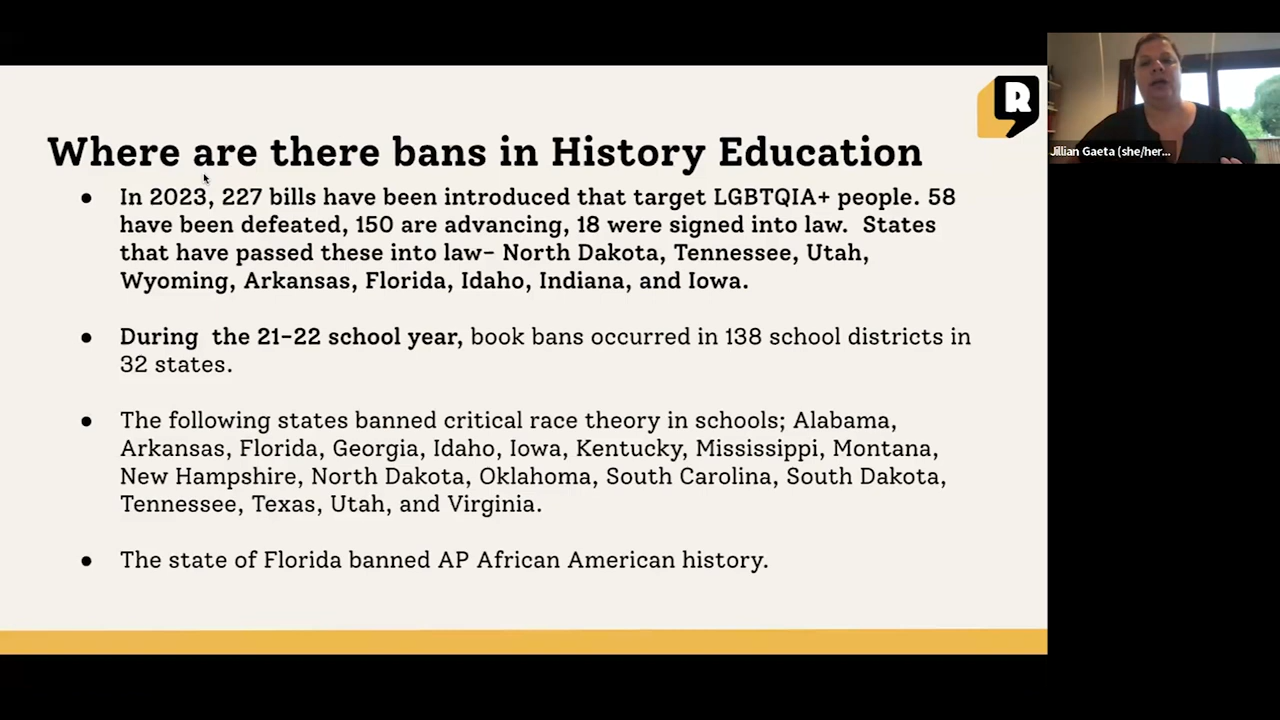 R
Where are there bans in History Education
● In 2023, 227 bills have been introduced that target LGBTQIA+ people. 58
have been defeated, 150 are advancing, 18 were signed into law.  States
that have passed these into law- North Dakota, Tennessee, Utah,
Wyoming, Arkansas, Florida, Idaho, Indiana, and Iowa.
● During  the 21-22 school year, book bans occurred in 138 school districts in
32 states.
● The following states banned critical race theory in schools; Alabama,
Arkansas, Florida, Georgia, Idaho, Iowa, Kentucky, Mississippi, Montana,
New Hampshire, North Dakota, Oklahoma, South Carolina, South Dakota,
Tennessee, Texas, Utah, and Virginia.
● The state of Florida banned AP African American history.
Jillian Gaeta (she/her...